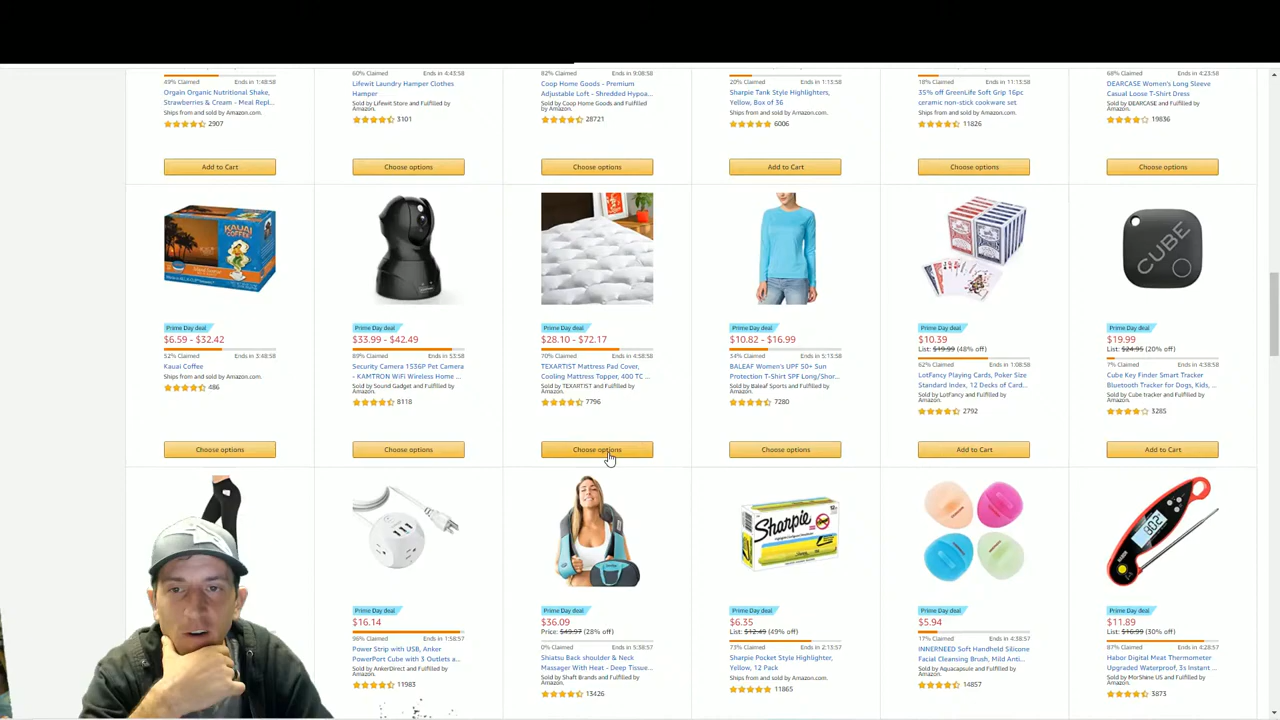 49% Claimed Ends in 1:48:58
Orgain Organic Nutritional Shake,
Strawberries & Cream - Meal Repl...
Ships from and sold by Amazon.com.
2907
Add to Cart
60% Claimed Ends in 4:43:58
Lifewit Laundry Hamper Clothes
Hamper
Sold by Lifewit Store and Fulfilled by
Amazon.
3101
Choose options
82% Claimed Ends in 9:08:58
Coop Home Goods - Premium
Adjustable Loft - Shredded Hypoa...
Sold by Coop Home Goods and Fulfilled by
Amazon.
28721
Choose options
20% Claimed Ends in 1:13:58
Sharpie Tank Style Highlighters,
Yellow, Box of 36
Ships from and sold by Amazon.com.
6006
Add to Cart
18% Claimed Ends in 11:13:58
35% off GreenLife Soft Grip 16pc
ceramic non-stick cookware set
Ships from and sold by Amazon.com.
11826
Choose options
68% Claimed Ends in 4:23:58
DEARCASE Women's Long Sleeve
Casual Loose T-Shirt Dress
Sold by DEARCASE and Fulfilled by
Amazon.
19836
Choose options
KAUAI
COFFEE
Prime Day deal
$6.59 - $32.42
52% Claimed Ends in 3:48:58
Kauai Coffee
Ships from and sold by Amazon.com.
486
Choose options
Prime Day deal
$33.99 - $42.49
89% Claimed Ends in 53:58
Security Camera 1536P Pet Camera
- KAMTRON WiFi Wireless Home ...
Sold by Sound Gadget and Fulfilled by
Amazon.
8118
Choose options
Prime Day deal
$28.10 - $72.17
70% Claimed Ends in 4:58:58
TEXARTIST Mattress Pad Cover,
Cooling Mattress Topper, 400 TC ...
Sold by TEXARTIST and Fulfilled by
Amazon.
7796
Choose options
Prime Day deal
$10.82 - $16.99
34% Claimed Ends in 5:13:58
BALEAF Women's UPF 50+ Sun
Protection T-Shirt SPF Long/Shor...
Sold by Baleaf Sports and Fulfilled by
Amazon.
7280
Choose options
Prime Day deal
$10.39
List: $19.99 (48% off)
62% Claimed Ends in 1:08:58
LotFancy Playing Cards, Poker Size
Standard Index, 12 Decks of Card...
Sold by LotFancy and Fulfilled by
Amazon.
2792
Add to Cart
CUBE
Prime Day deal
$19.99
List: $24.95 (20% off)
7% Claimed Ends in 4:38:58
Cube Key Finder Smart Tracker
Bluetooth Tracker for Dogs, Kids, ...
Sold by Cube tracker and Fulfilled by
Amazon.
3285
Add to Cart
Prime Day deal
$16.14
96% Claimed Ends in 1:58:57
Power Strip with USB, Anker
PowerPort Cube with 3 Outlets a...
Sold by AnkerDirect and Fulfilled by
Amazon.
11983
Prime Day deal
$36.09
Price: $49.97 (28% off)
0% Claimed Ends in 5:38:57
Shiatsu Back shoulder & Neck
Massager With Heat - Deep Tissue...
Sold by Shaft Brands and Fulfilled by
Amazon.
13426
Sharpie
Prime Day deal
$6.35
List: $12.49 (49% off)
73% Claimed Ends in 2:13:57
Sharpie Pocket Style Highlighter,
Yellow, 12 Pack
Ships from and sold by Amazon.com.
11865
Prime Day deal
$5.94
17% Claimed Ends in 4:38:57
INNERNEED Soft Handheld Silicone
Facial Cleansing Brush, Mild Anti...
Sold by Aquacapsule and Fulfilled by
Amazon.
14857
Prime Day deal
$11.89
List: $16.99 (30% off)
87% Claimed Ends in 4:28:57
Habor Digital Meat Thermometer
Upgraded Waterproof, 3s Instant ...
Sold by MorShine US and Fulfilled by
Amazon.
3873